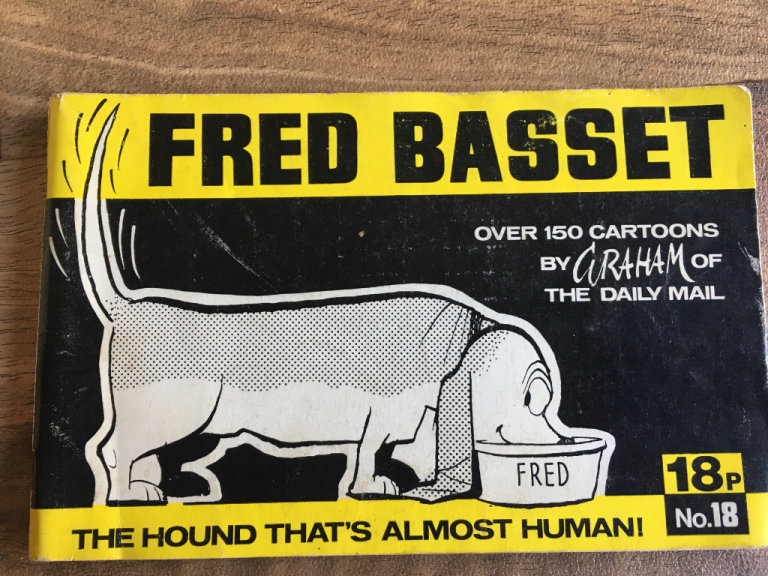 FRED BASSET
OVER 150 CARTOONS
BY GRAHAM OF
THE DAILY MAIL
FRED
18P
No.18
THE HOUND THAT'S ALMOST HUMAN!